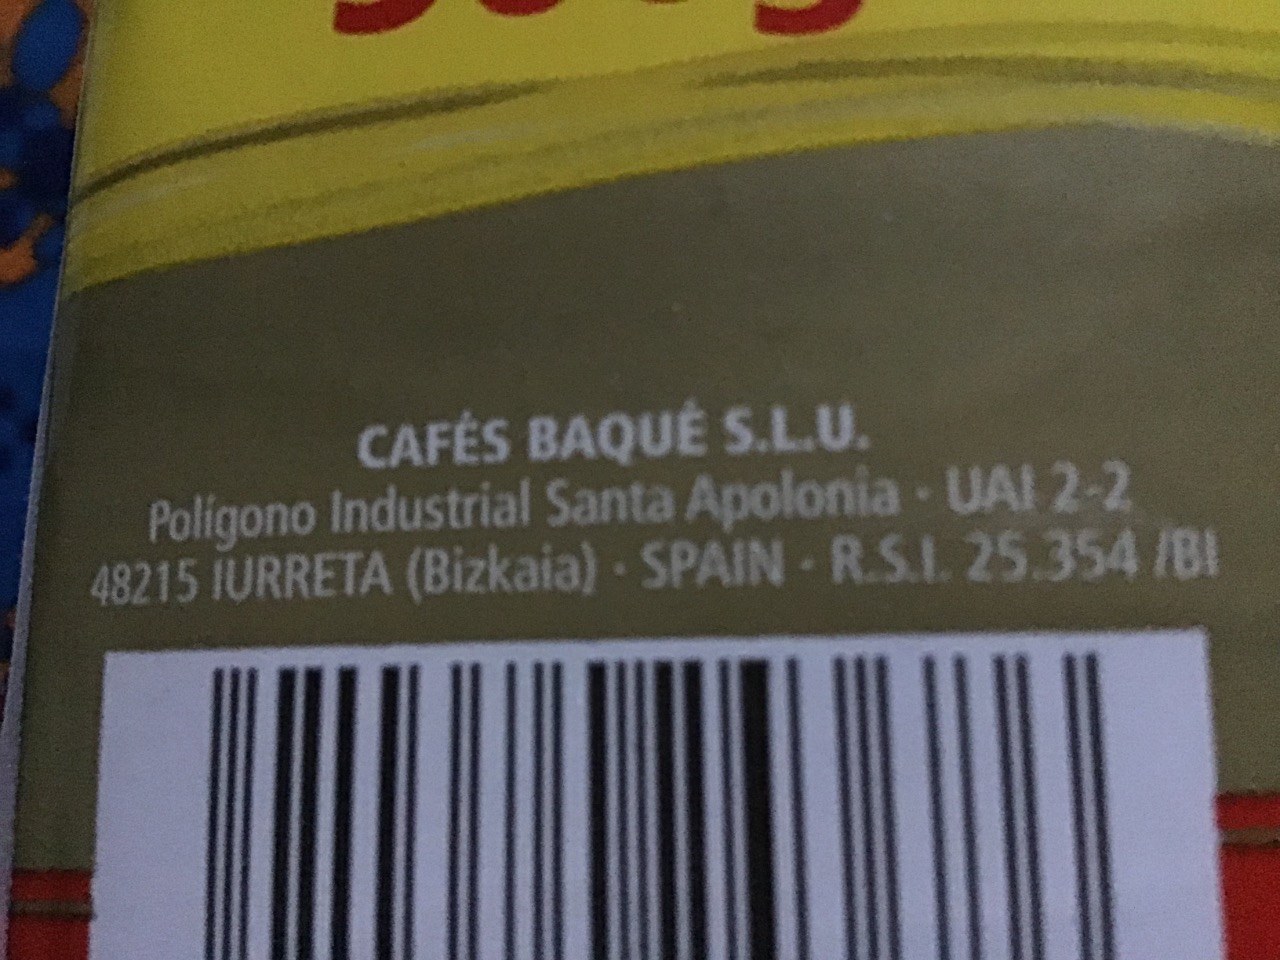 CAFÉS BAQUÉ S.L.U.
Polígono Industrial Santa Apolonia · UAI 2-2
48215 IURRETA (Bizkaia) · SPAIN · R.S.I. 25.354 /BI